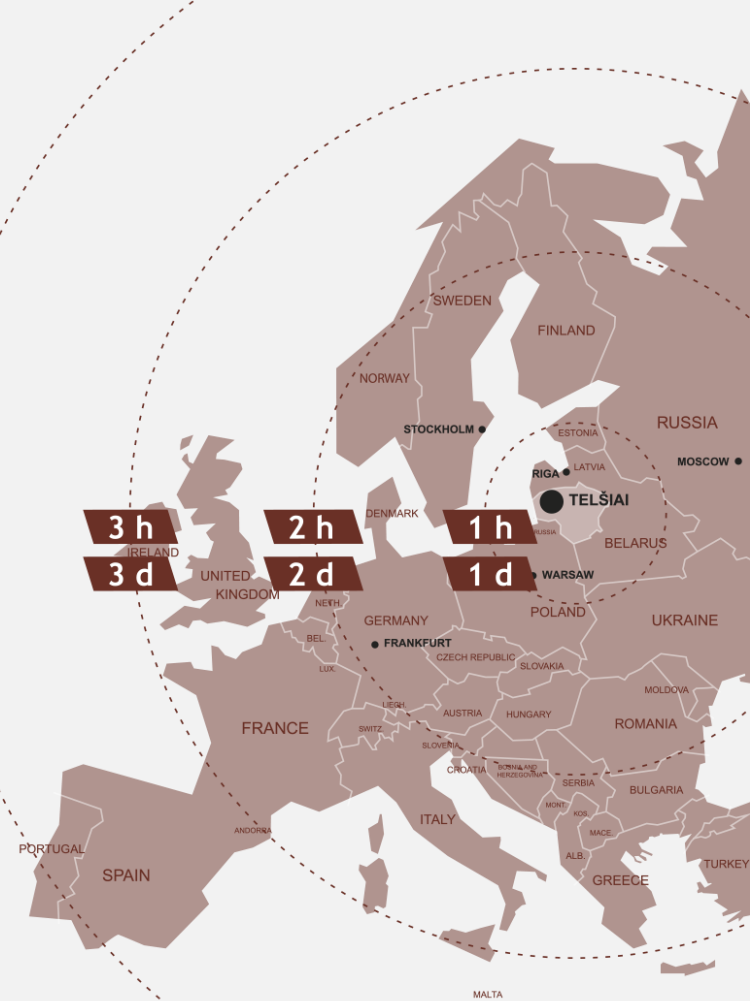 SWEDEN
FINLAND
NORWAY
RUSSIA
STOCKHOLM
ESTONIA
MOSCOW
LATVIA
RIGA
TELŠIAI
DENMARK
3 h
2 h
1 h
RUSSIA
BELARUS
IRELAND
3 d
2 d
1 d
WARSAW
UNITED
KINGDOM
NETH.
POLAND
GERMANY
UKRAINE
BEL.
FRANKFURT
CZECH REPUBLIC
SLOVAKIA
LUX.
MOLDOVA
LIECH.
AUSTRIA
HUNGARY
FRANCE
SWITZ.
ROMANIA
SLOVENIA
CROATIA
BOSNIA AND
HERZEGOVINA
SERBIA
BULGARIA
MONT.
KOS.
ITALY
ANDORRA
MACE.
PORTUGAL
ALB.
TURKEY
SPAIN
GREECE
MALTA